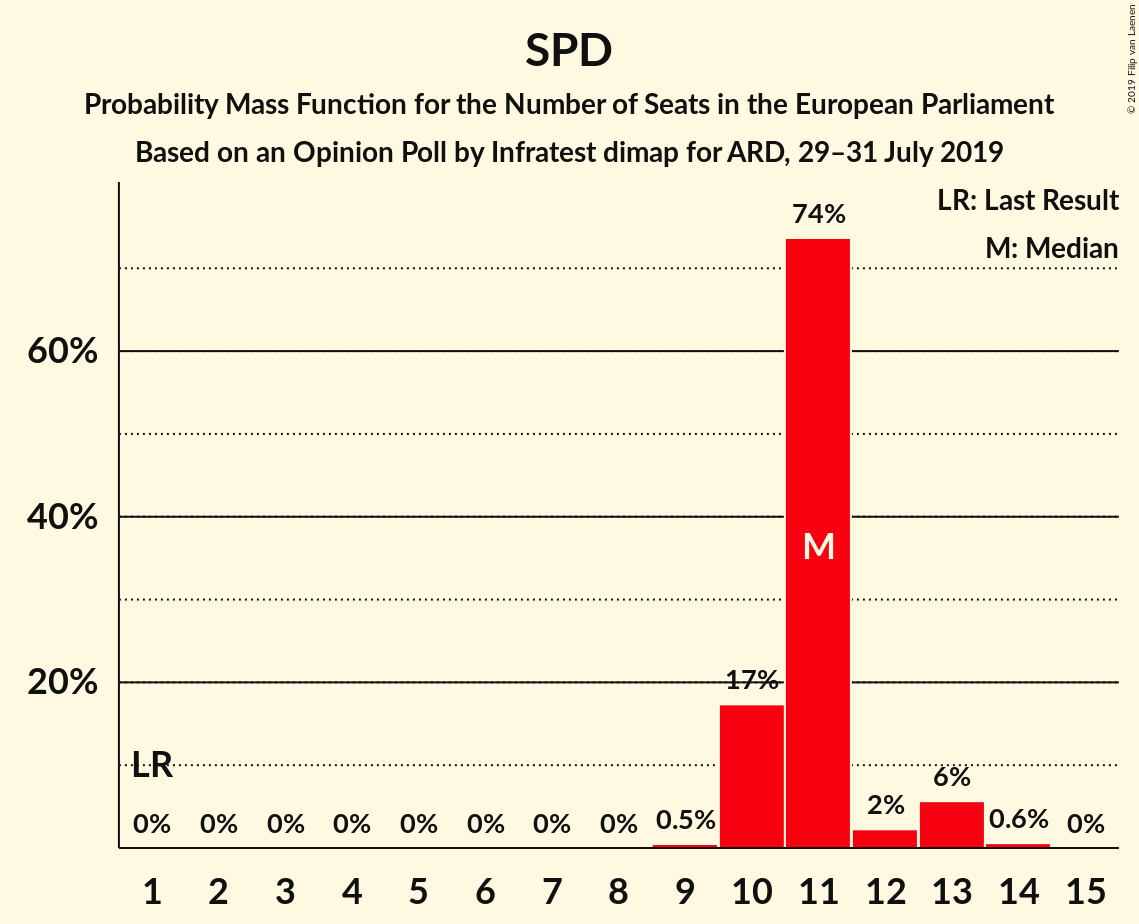 SPD
Probability Mass Function for the Number of Seats in the European Parliament
Based on an Opinion Poll by Infratest dimap for ARD, 29–31 July 2019
© 2019 Filip van Laenen
LR: Last Result
M: Median
60%
40%
20%
LR
M
0% 0% 0% 0% 0% 0% 0% 0% 0.5% 17% 74% 2% 6% 0.6% 0%
1 2 3 4 5 6 7 8 9 10 11 12 13 14 15